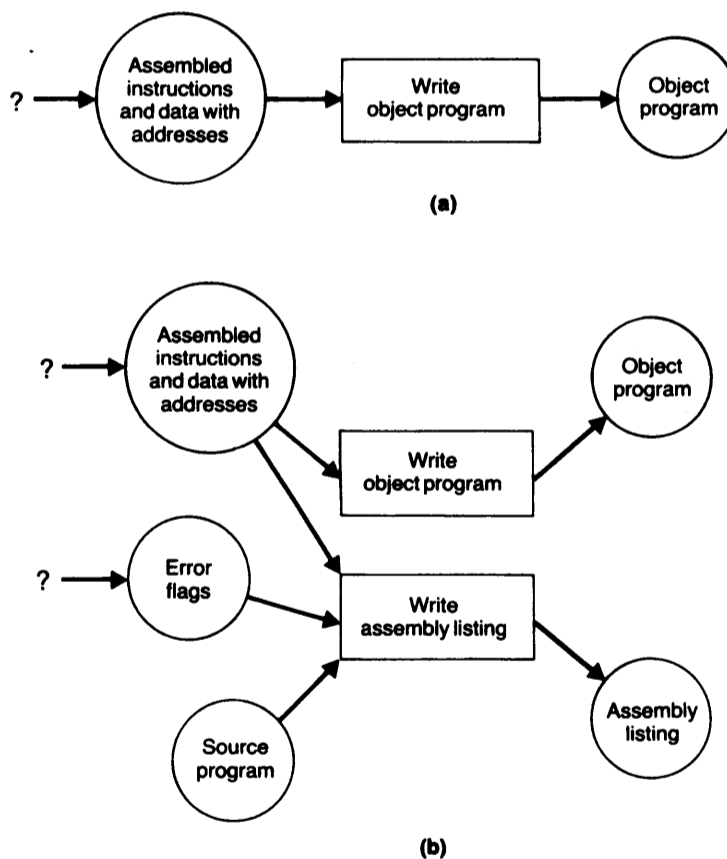 ?
Assembled
instructions
and data with
addresses
Write
object program
Object
program
(a)
?
Assembled
instructions
and data with
addresses
Object
program
Write
object program
?
Error
flags
Write
assembly listing
Source
program
Assembly
listing
(b)